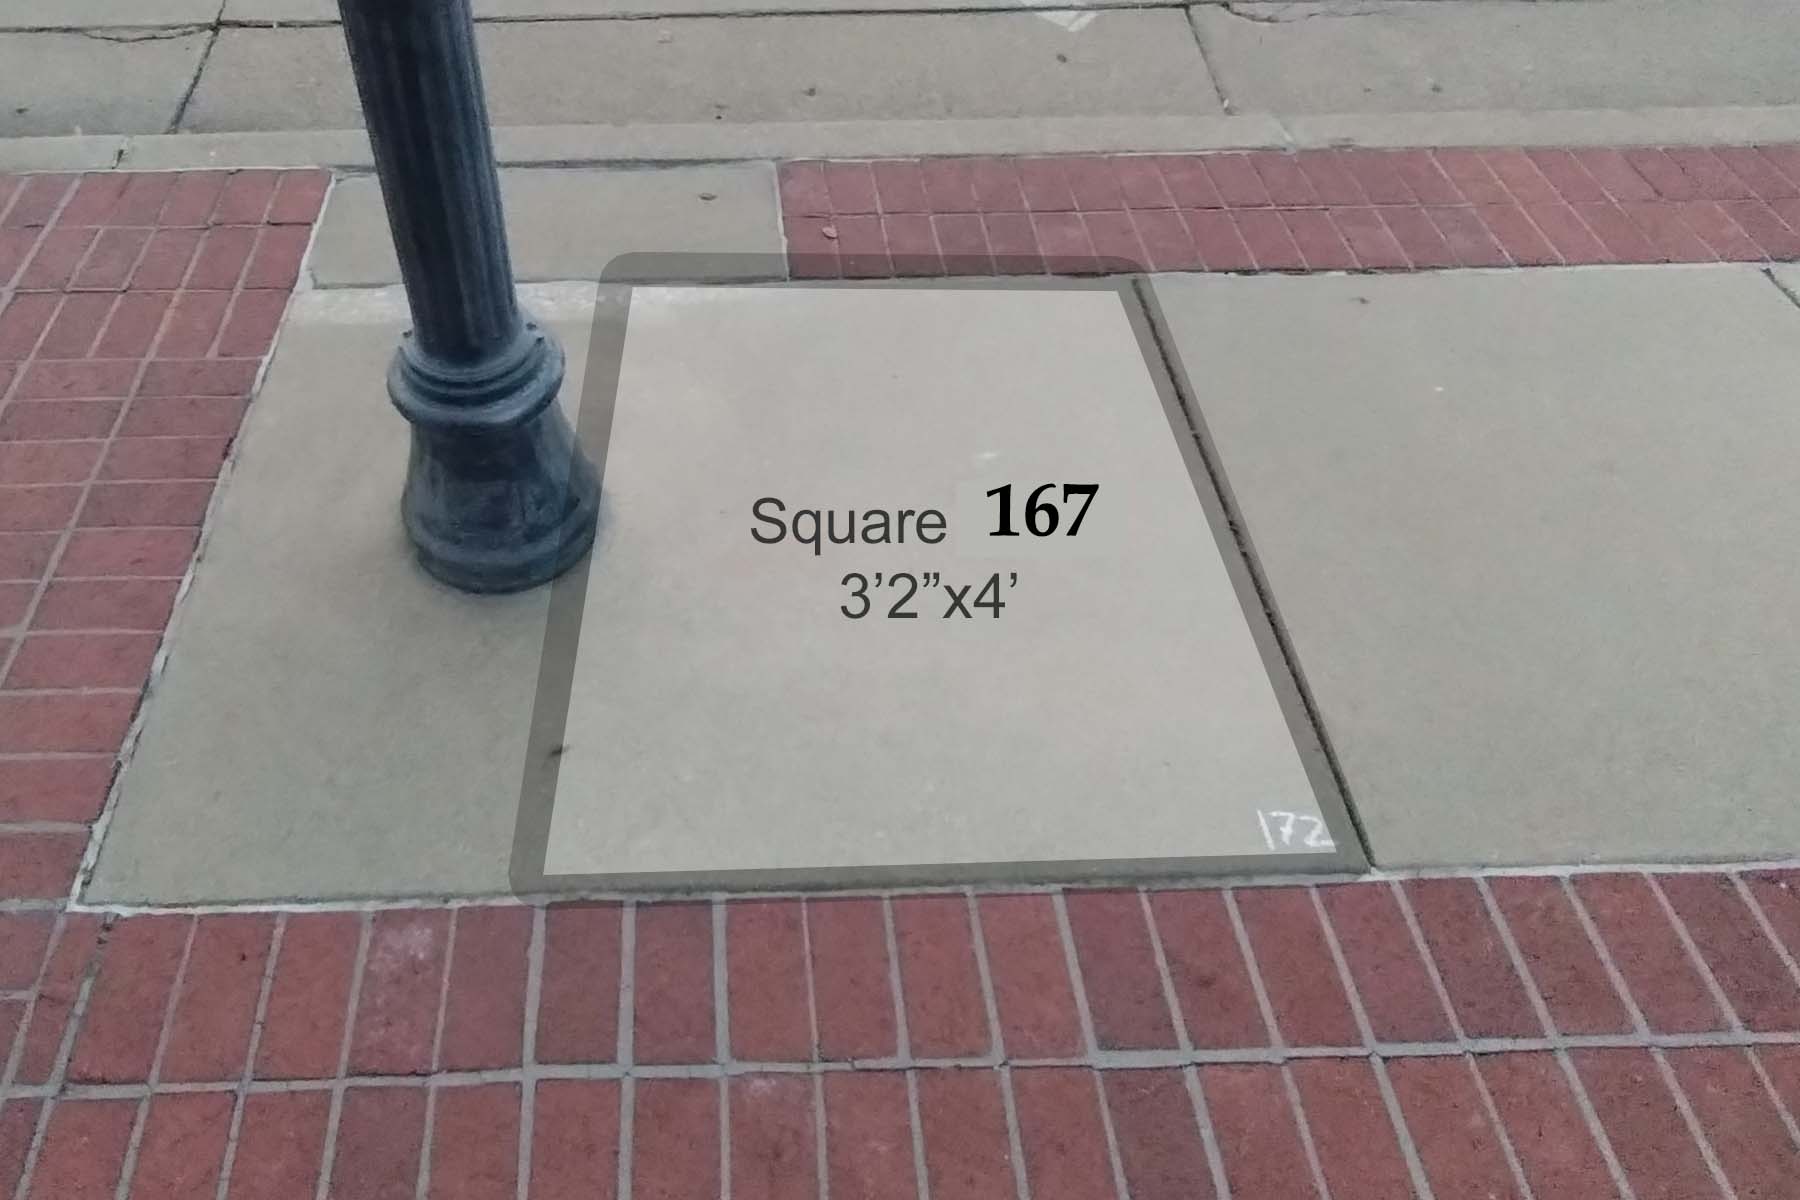 Square 167
3’2”x4’
172